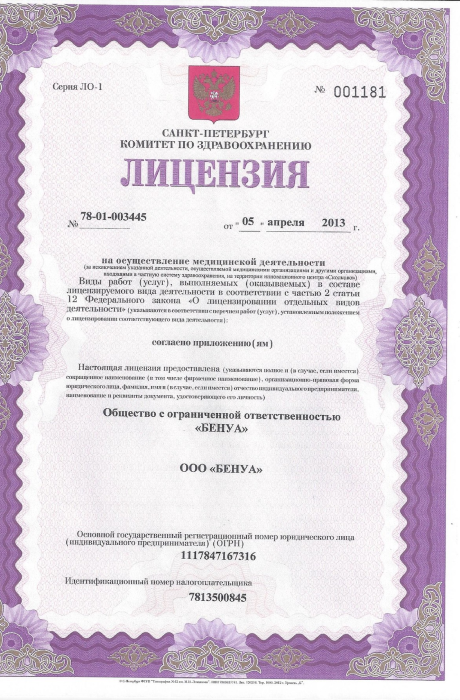 Серия ЛО-1 № 001181
САНКТ-ПЕТЕРБУРГ
КОМИТЕТ ПО ЗДРАВООХРАНЕНИЮ
ЛИЦЕНЗИЯ
№ 78-01-003445 от « 05 » апреля 2013 г.
на осуществление медицинской деятельности
(за исключением указанной деятельности, осуществляемой медицинскими организациями и другими организациями,
входящими в частную систему здравоохранения, на территории инновационного центра «Сколково»)
Виды работ (услуг), выполняемых (оказываемых) в составе
лицензируемого вида деятельности в соответствии с частью 2 статьи
12 Федерального закона «О лицензировании отдельных видов
деятельности» (указываются в соответствии с перечнем работ (услуг), установленным положением
о лицензировании соответствующего вида деятельности):
согласно приложению(ям)
Настоящая лицензия предоставлена (указываются полное и (в случае, если имеется)
сокращенное наименование (в том числе фирменное наименование), организационно-правовая форма
юридического лица, фамилия, имя и (в случае, если имеется) отчество индивидуального предпринимателя,
наименование и реквизиты документа, удостоверяющего его личность)
Общество с ограниченной ответственностью
«БЕНУА»
ООО «БЕНУА»
Основной государственный регистрационный номер юридического лица
(индивидуального предпринимателя) (ОГРН)
1117847167316
Идентификационный номер налогоплательщика
7813500845